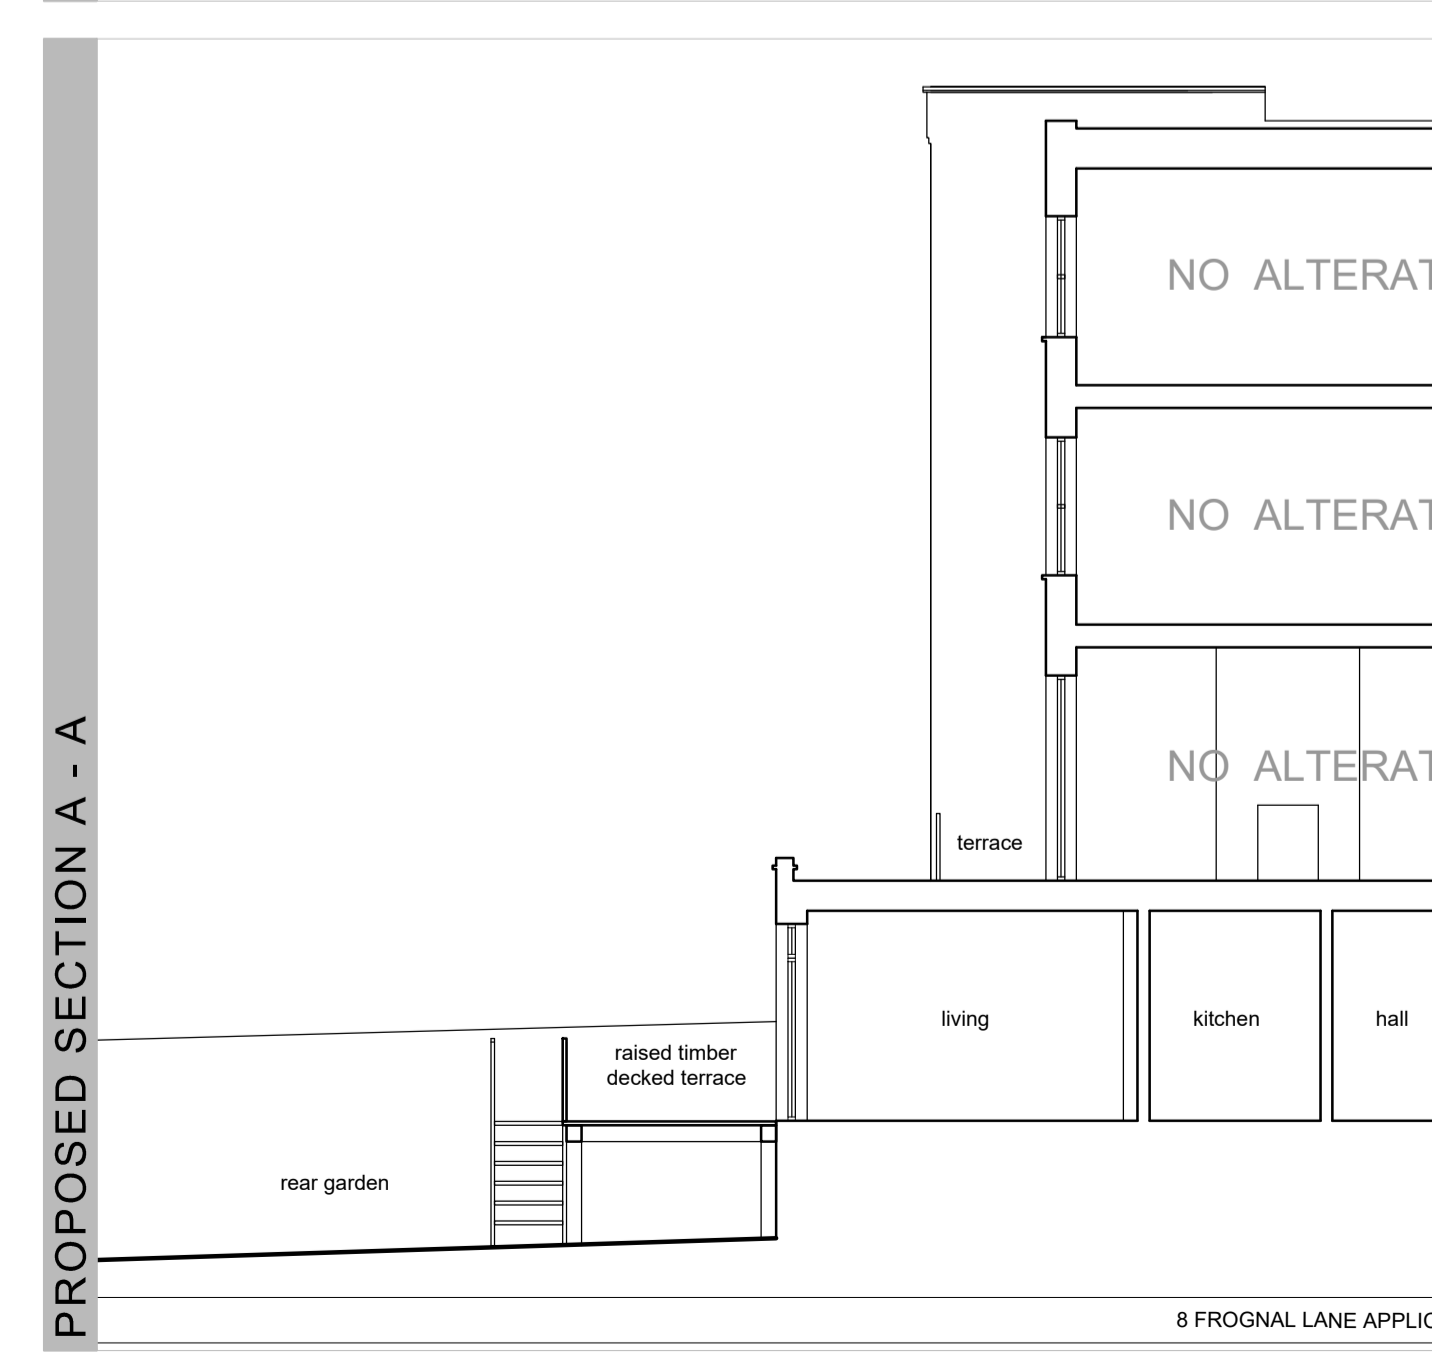 PROPOSED SECTION A - A
NO ALTERAT
NO ALTERAT
NO ALTERAT
terrace
living
kitchen
hall
raised timber
decked terrace
rear garden
8 FROGNAL LANE APPLIC